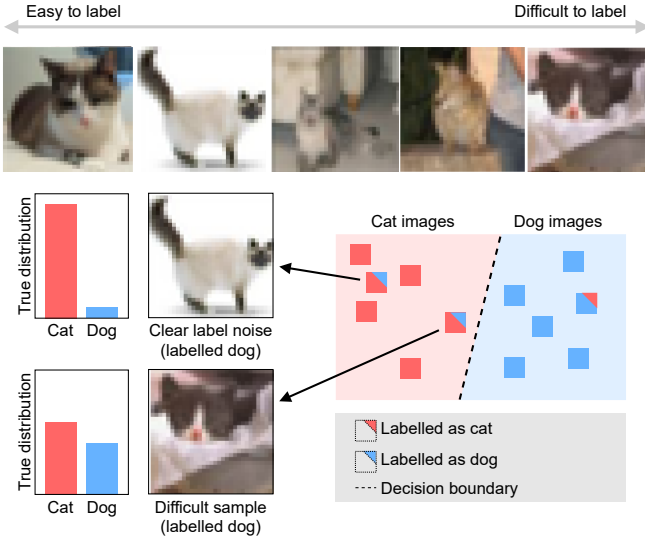 Easy to label
Difficult to label
True distribution
Cat
Dog
Clear label noise
(labelled dog)
Cat images
Dog images
True distribution
Cat
Dog
Difficult sample
(labelled dog)
Labelled as cat
Labelled as dog
Decision boundary